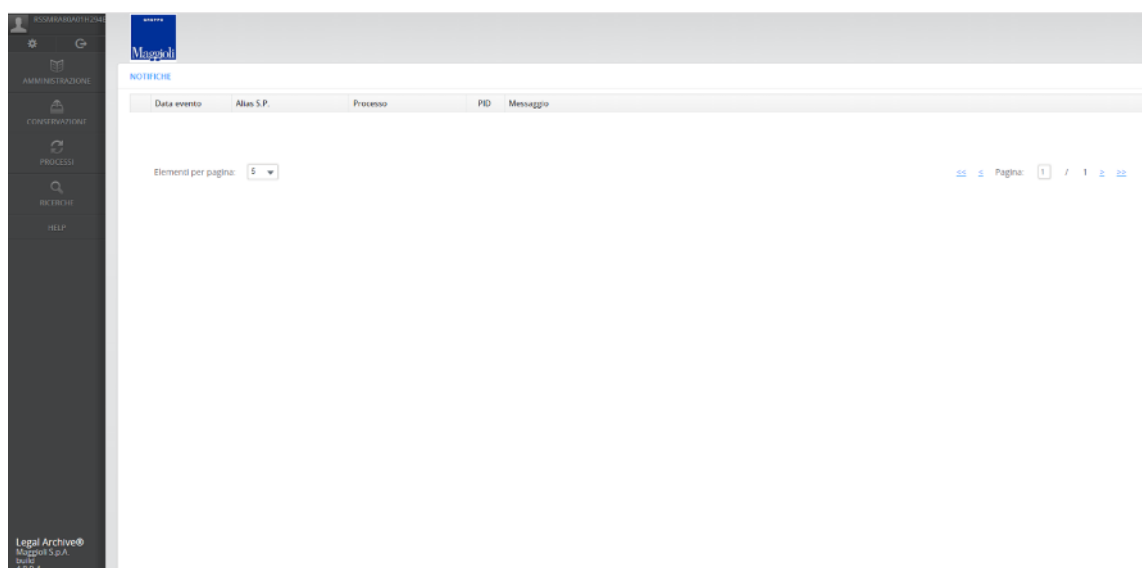 AMMINISTRAZIONE
CONSERVAZIONE
PROCESSI
RICERCHE
HELP
Legal Archive®
Maggioli S.p.A.
build
Maggioli
NOTIFICHE
Data evento Alias S.P. Processo PID Messaggio
Elementi per pagina: 5
<< < Pagina: 1 / 1 > >>